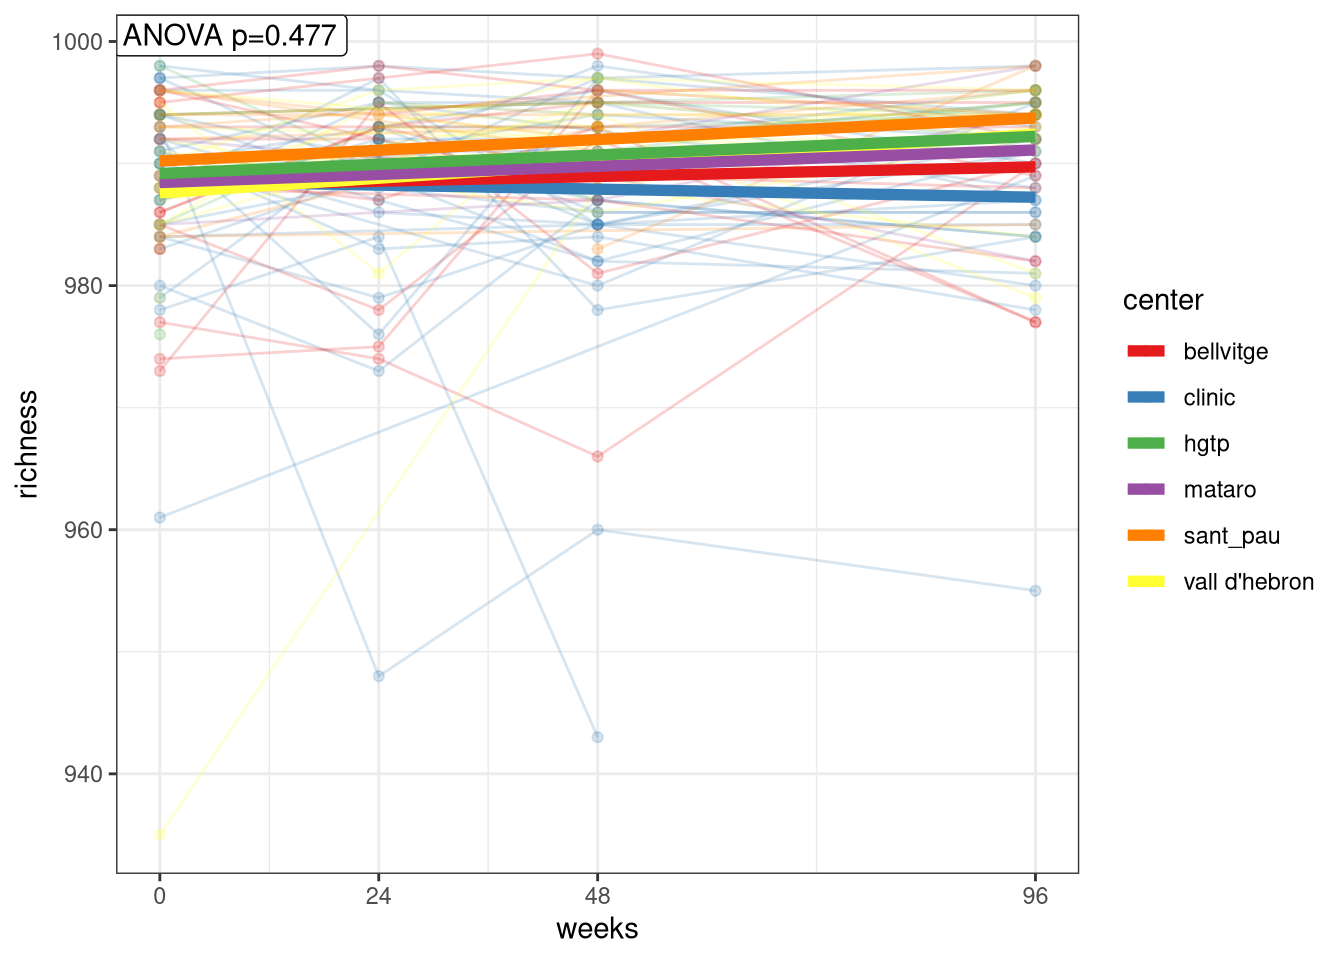 ANOVA p=0.477
1000
980
960
940
richness
0 24 48 96
weeks
center
bellvitge
clinic
hgtp
mataro
sant_pau
vall d'hebron